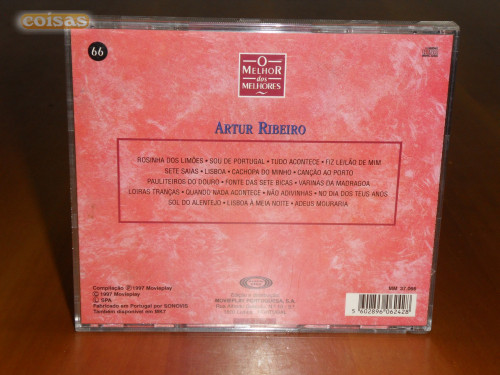 coisas
66
O
MELHOR
dos
MELHORES
ARTUR RIBEIRO
ROSINHA DOS LIMÕES • SOU DE PORTUGAL • TUDO ACONTECE • FIZ LEILÃO DE MIM
SETE SAIAS • LISBOA • CACHOPA DO MINHO • CANÇÃO AO PORTO
PAULITEIROS DO DOURO • FONTE DAS SETE BICAS • VARINAS DA MADRAGOA
LOIRAS TRANÇAS • QUANDO NADA ACONTECE • NÃO ADIVINHAS • NO DIA DOS TEUS ANOS
SOL DO ALENTEJO • LISBOA À MEIA NOITE • ADEUS MOURARIA
Compilação ℗ 1997 Movieplay
© 1997 Movieplay
SPA
Fabricado em Portugal por SONOVIS
Também disponível em MK7
MOVIEPLAY PORTUGUESA, S.A.
MM 37.066
5 602896 062428